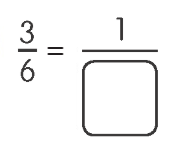 3/6 = 1/□